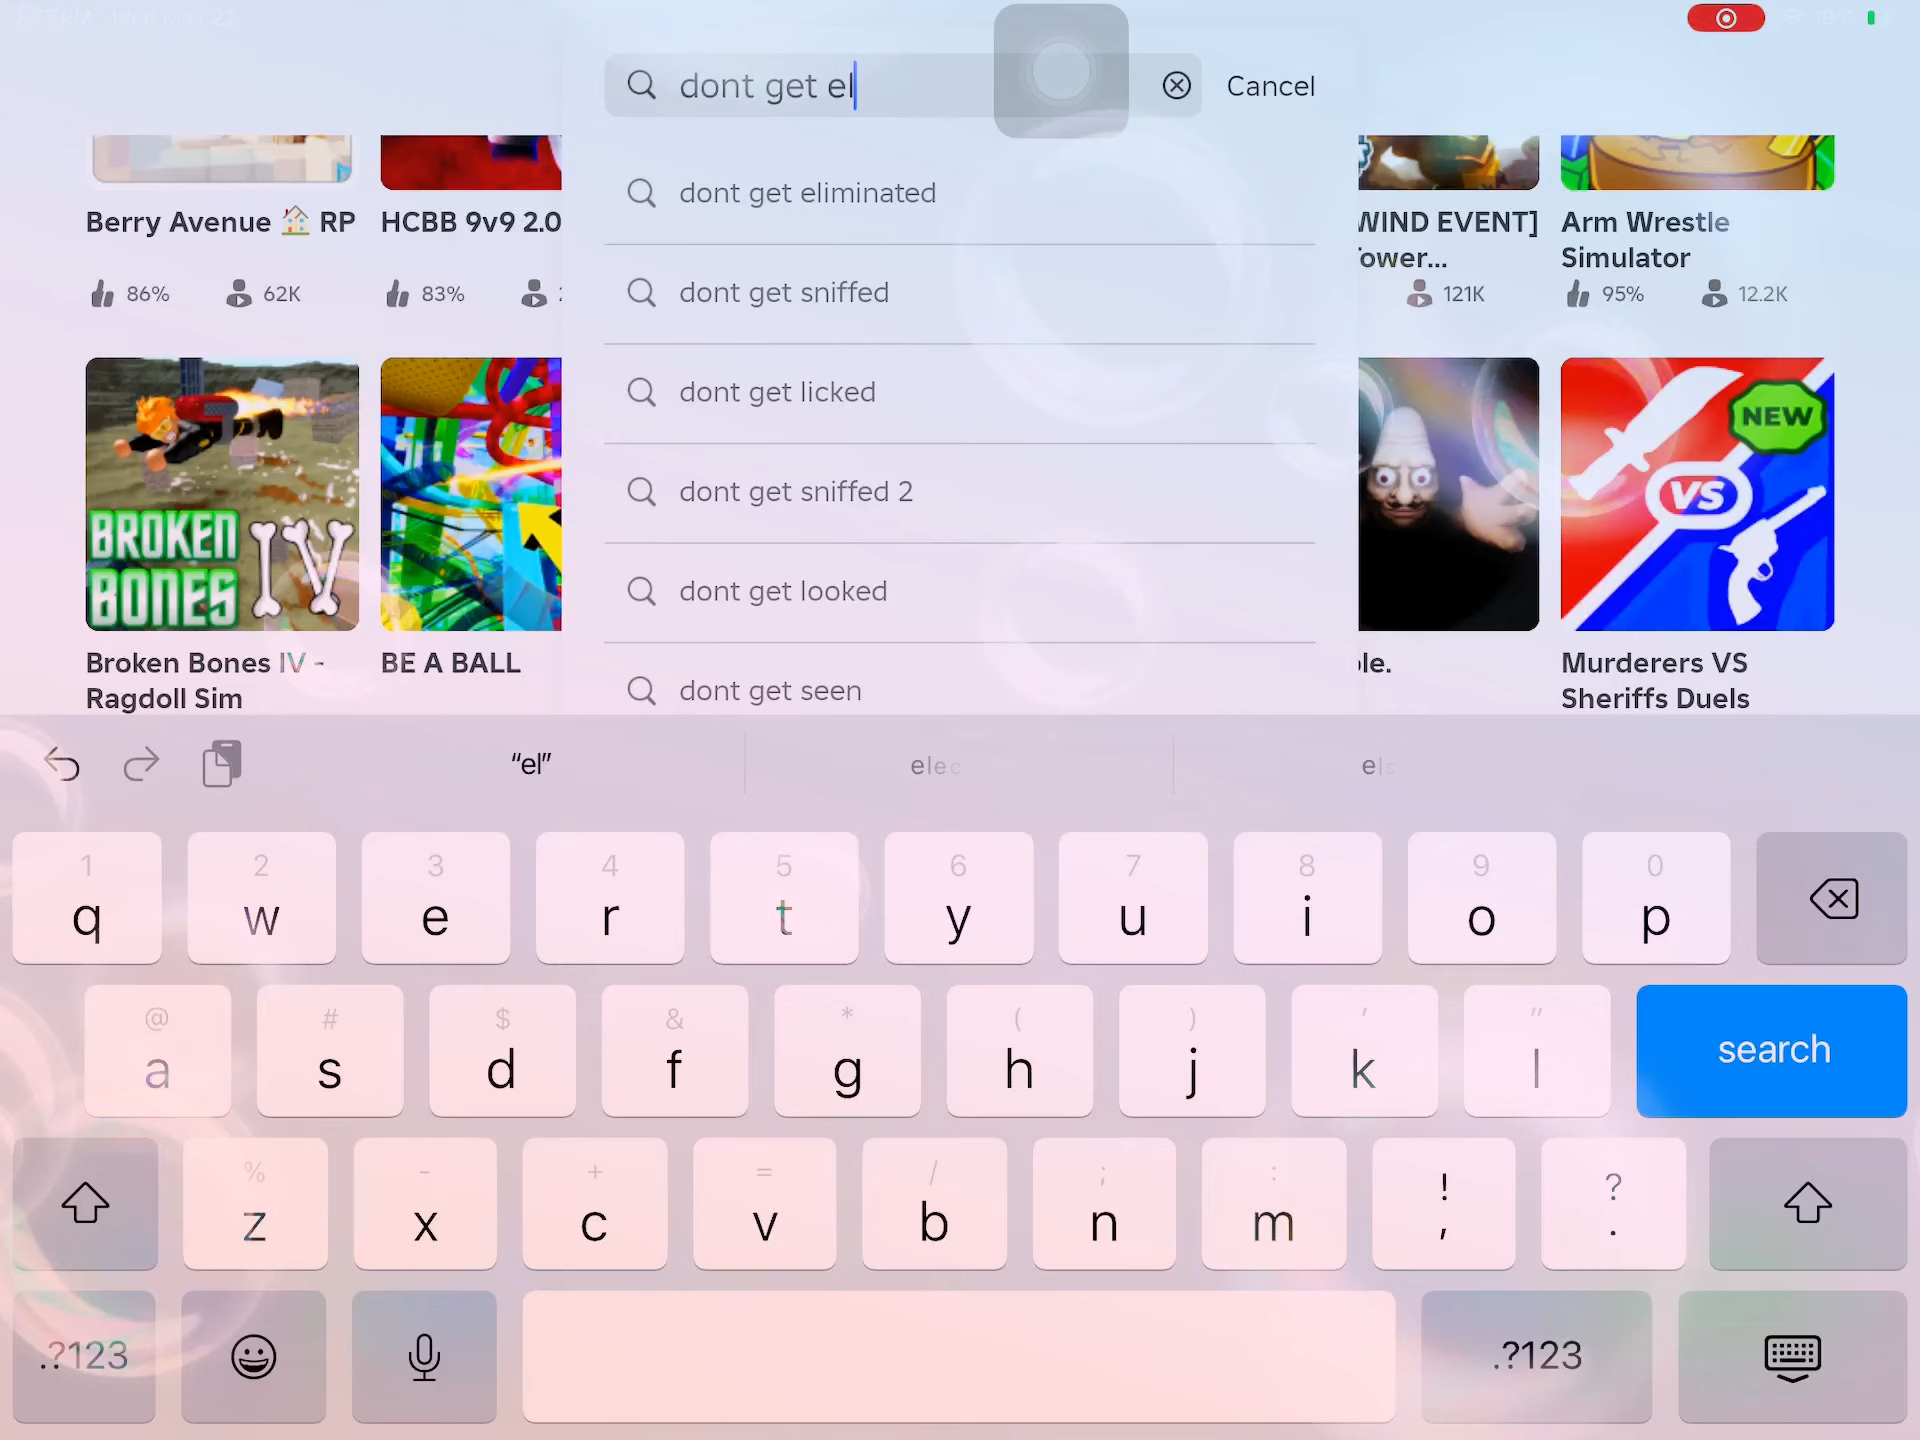 dont get el
Cancel
dont get eliminated
dont get sniffed
dont get licked
dont get sniffed 2
dont get looked
dont get seen
Berry Avenue 🏠 RP
86% 62K
HCBB 9v9 2.0
83%
WIND EVENT]
ower...
121K
Arm Wrestle
Simulator
95% 12.2K
BROKEN
BONES IV
Broken Bones IV -
Ragdoll Sim
BE A BALL
le.
NEW
VS
Murderers VS
Sheriffs Duels
“el” elec els
1 2 3 4 5 6 7 8 9 0
q w e r t y u i o p
@ # $ & * ( ) ' "
a s d f g h j k l search
% - + = / ; : ! ?
z x c v b n m , .
.?123 .?123